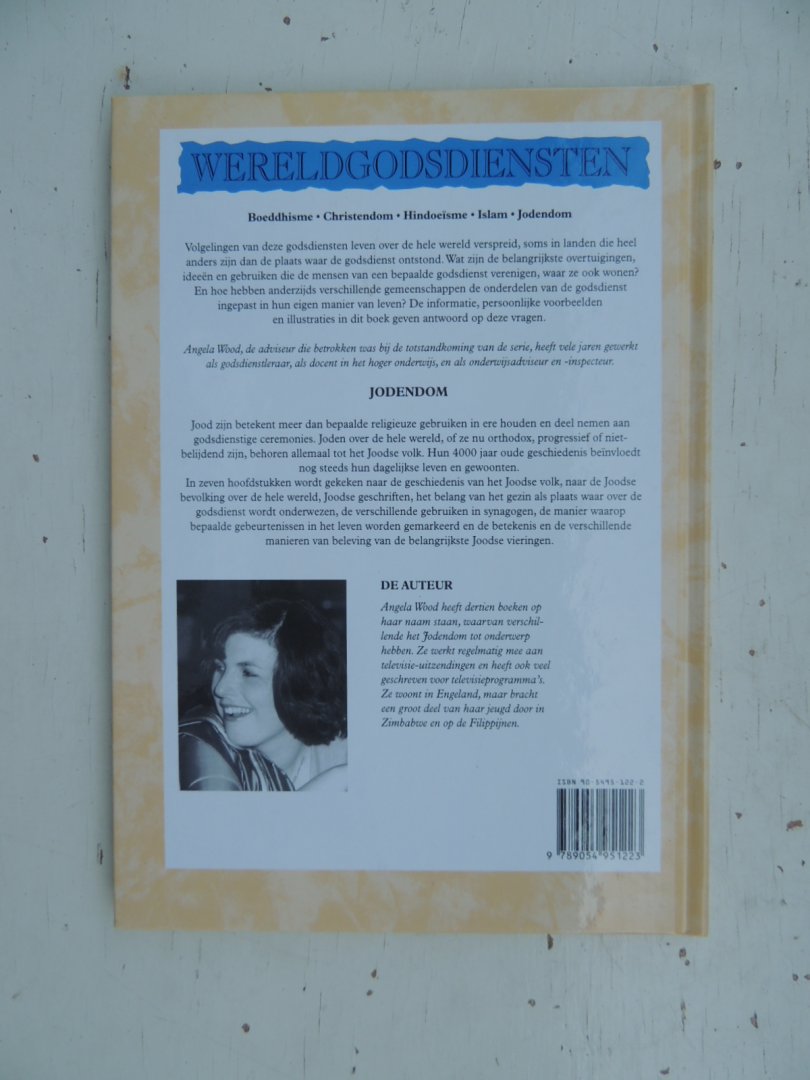 WERELDGODSDIENSTEN
Boeddhisme • Christendom • Hindoeïsme • Islam • Jodendom
Volgelingen van deze godsdiensten leven over de hele wereld verspreid, soms in landen die heel
anders zijn dan de plaats waar de godsdienst ontstond. Wat zijn de belangrijkste overtuigingen,
ideeën en gebruiken die de mensen van een bepaalde godsdienst verenigen, waar ze ook wonen?
En hoe hebben anderzijds verschillende gemeenschappen de onderdelen van de godsdienst
ingepast in hun eigen manier van leven? De informatie, persoonlijke voorbeelden
en illustraties in dit boek geven antwoord op deze vragen.
Angela Wood, de adviseur die betrokken was bij de totstandkoming van de serie, heeft vele jaren gewerkt
als godsdienstleraar, als docent in het hoger onderwijs, en als onderwijsadviseur en -inspecteur.
JODENDOM
Jood zijn betekent meer dan bepaalde religieuze gebruiken in ere houden en deel nemen aan
godsdienstige ceremonies. Joden over de hele wereld, of ze nu orthodox, progressief of niet-
belijdend zijn, behoren allemaal tot het Joodse volk. Hun 4000 jaar oude geschiedenis beïnvloedt
nog steeds hun dagelijkse leven en gewoonten.
In zeven hoofdstukken wordt gekeken naar de geschiedenis van het Joodse volk, naar de Joodse
bevolking over de hele wereld, Joodse geschriften, het belang van het gezin als plaats waar over de
godsdienst wordt onderwezen, de verschillende gebruiken in synagogen, de manier waarop
bepaalde gebeurtenissen in het leven worden gemarkeerd en de betekenis en de verschillende
manieren van beleving van de belangrijkste Joodse vieringen.
DE AUTEUR
Angela Wood heeft dertien boeken op
haar naam staan, waarvan verschil-
lende het Jodendom tot onderwerp
hebben. Ze werkt regelmatig mee aan
televisie-uitzendingen en heeft ook veel
geschreven voor televisieprogramma's.
Ze woont in Engeland, maar bracht
een groot deel van haar jeugd door in
Zimbabwe en op de Filippijnen.
ISBN 90-5495-122-2
9 789054 951223